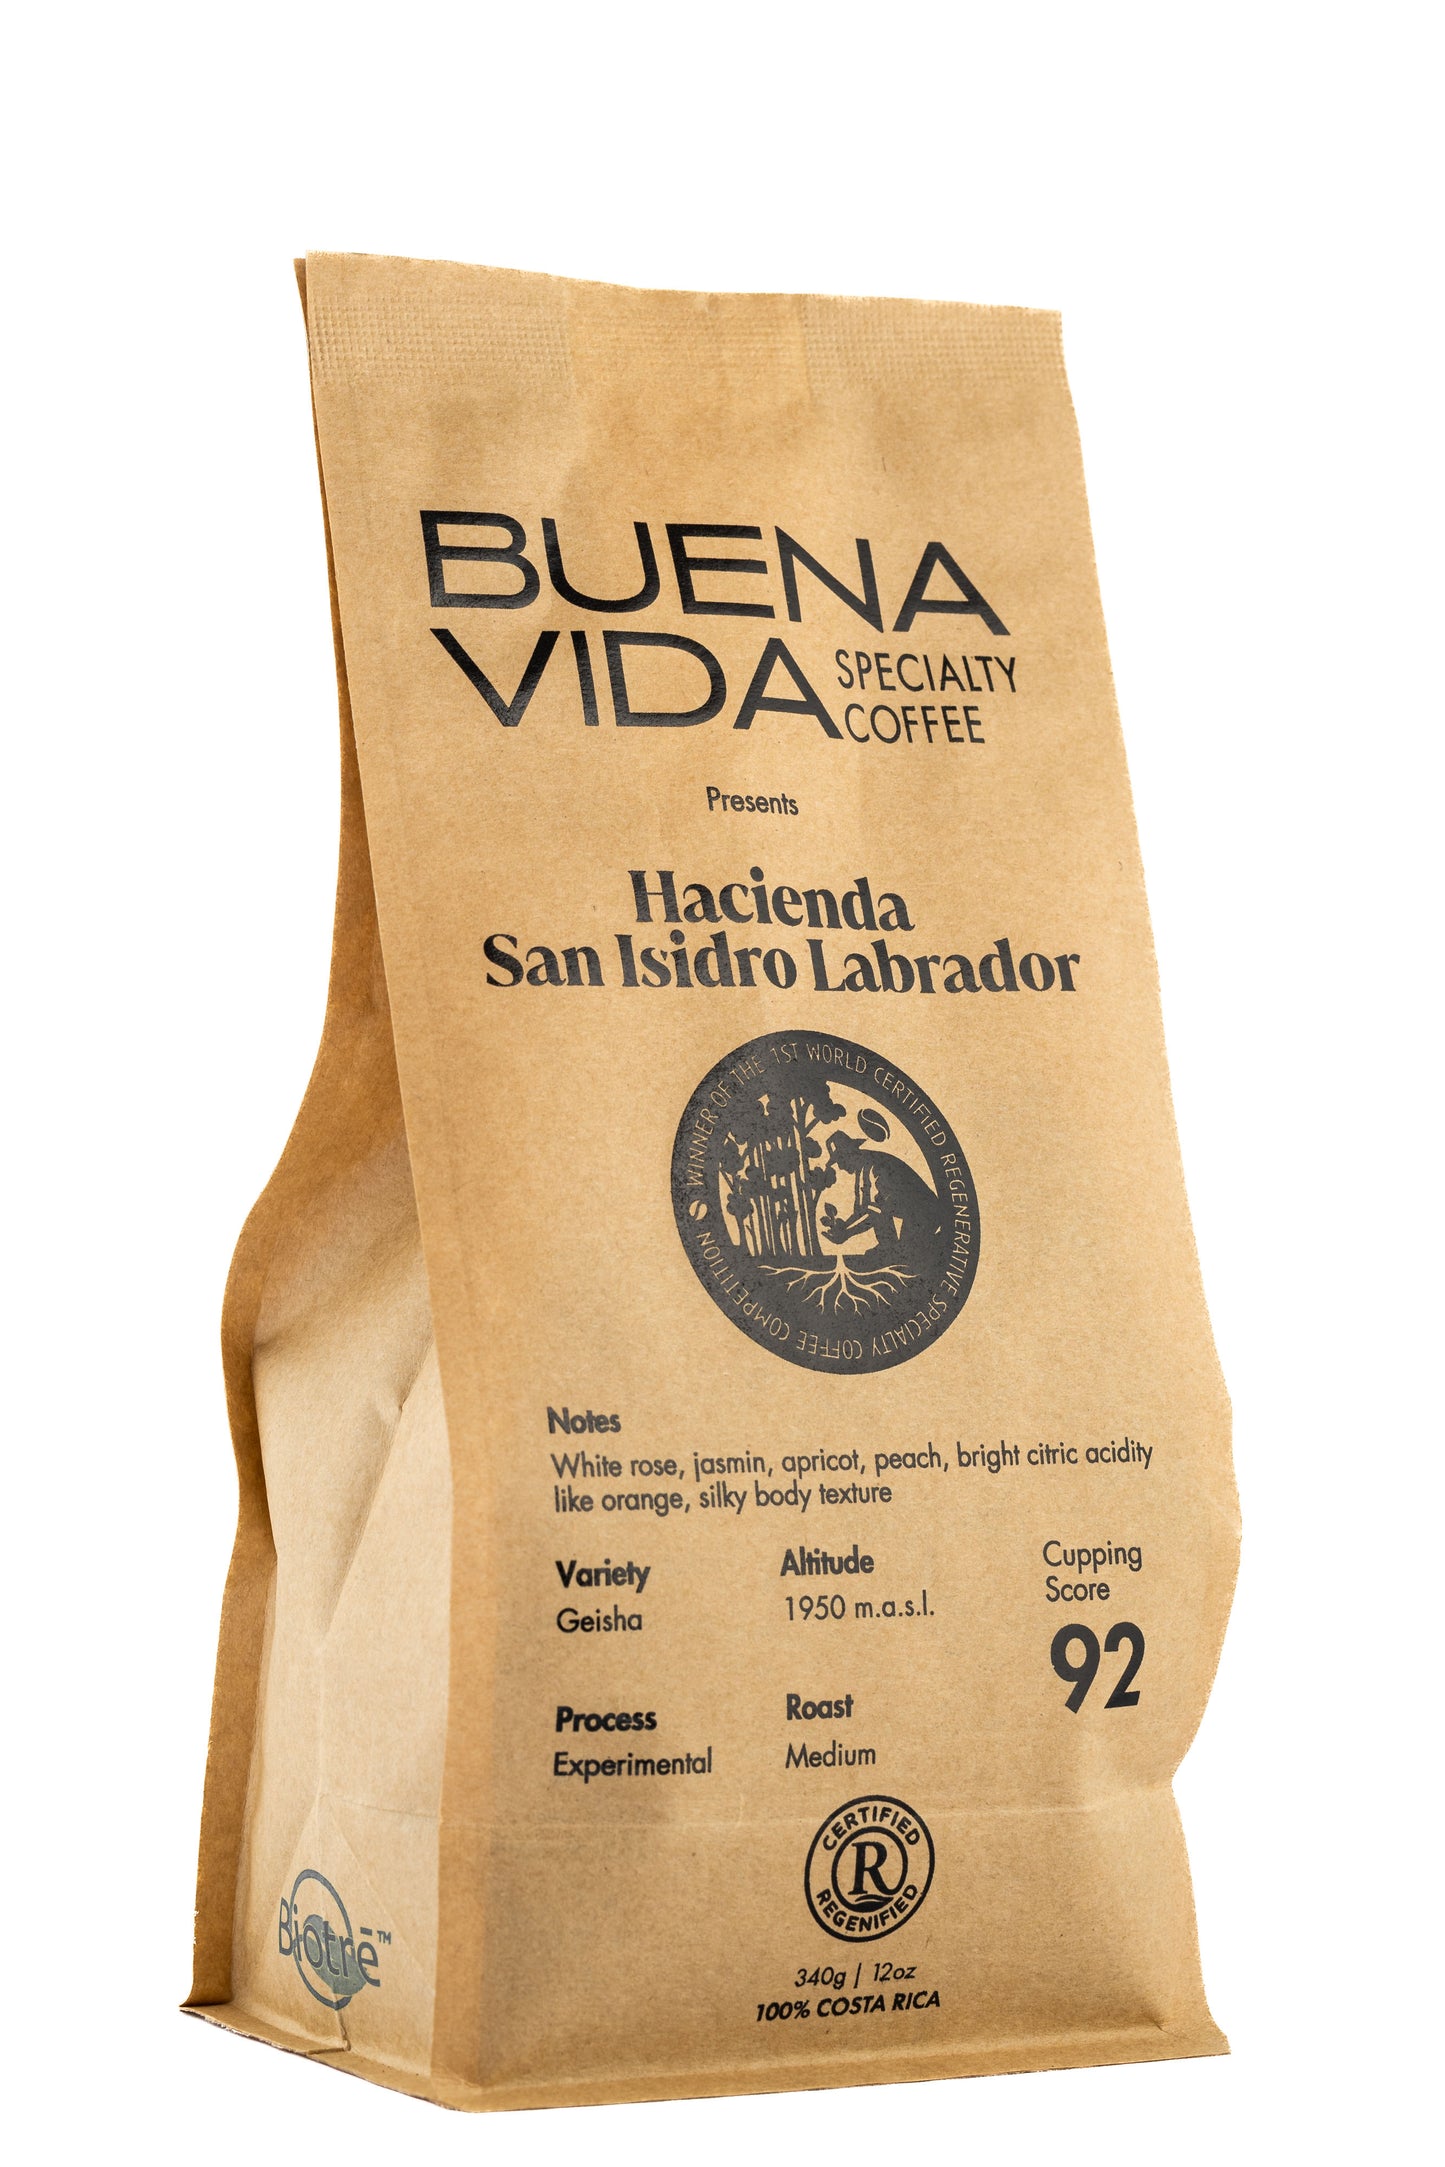 BUENA
VIDA SPECIALTY
COFFEE
Presents
Hacienda
San Isidro Labrador
WINNER OF THE 1ST WORLD CERTIFIED REGENERATIVE SPECIALTY COFFEE COMPETITION
Notes
White rose, jasmin, apricot, peach, bright citric acidity
like orange, silky body texture
Variety
Geisha
Altitude
1950 m.a.s.l.
Cupping
Score
92
Process
Experimental
Roast
Medium
CERTIFIED
R
REGENIFIED
340g | 12oz
100% COSTA RICA
Biotrē™